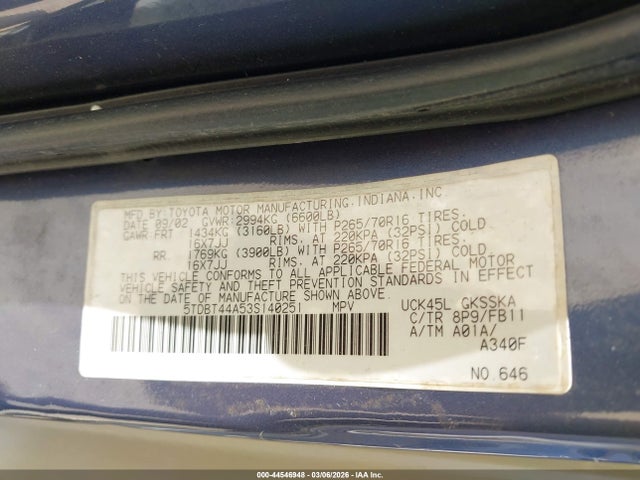 MFD.BY:TOYOTA MOTOR MANUFACTURING.INDIANA.INC
DATE 09/02 GVWR:2994KG (6600LB)
GAWR:FRT 1434KG (3160LB) WITH P265/70R16 TIRES,
16X7JJ RIMS, AT 220KPA (32PSI) COLD
RR. 1769KG (3900LB) WITH P265/70R16 TIRES,
16X7JJ RIMS, AT 220KPA (32PSI) COLD
THIS VEHICLE CONFORMS TO ALL APPLICABLE FEDERAL MOTOR
VEHICLE SAFETY AND THEFT PREVENTION STANDARDS IN EFFECT
ON THE DATE OF MANUFACTURE SHOWN ABOVE.
5TDBT44A53S140251 MPV
UCK45L GKSSKA
C/TR 8P9/FB11
A/TM A01A/
A340F
NO.646
000-44546948 | 03/06/2026 | IAA Inc.